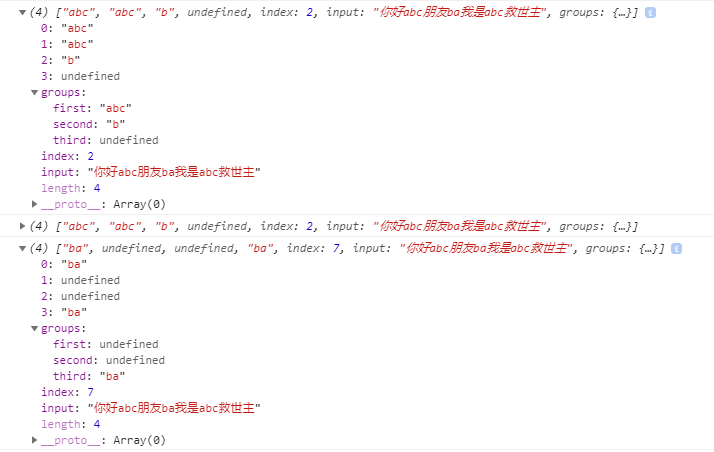 (4) ["abc", "abc", "b", undefined, index: 2, input: "你好abc朋友ba我是abc救世主", groups: {…}] i
0: "abc"
1: "abc"
2: "b"
3: undefined
groups:
first: "abc"
second: "b"
third: undefined
index: 2
input: "你好abc朋友ba我是abc救世主"
length: 4
__proto__: Array(0)
(4) ["abc", "abc", "b", undefined, index: 2, input: "你好abc朋友ba我是abc救世主", groups: {…}]
(4) ["ba", undefined, undefined, "ba", index: 7, input: "你好abc朋友ba我是abc救世主", groups: {…}] i
0: "ba"
1: undefined
2: undefined
3: "ba"
groups:
first: undefined
second: undefined
third: "ba"
index: 7
input: "你好abc朋友ba我是abc救世主"
length: 4
__proto__: Array(0)